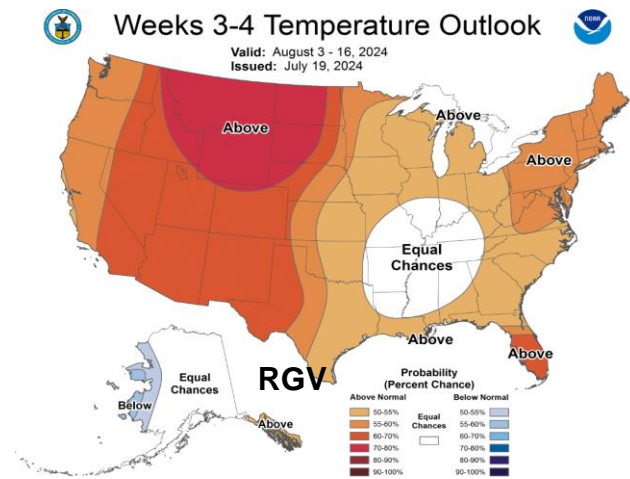 NOAA
Weeks 3-4 Temperature Outlook
Valid: August 3 - 16, 2024
Issued: July 19, 2024
Above
Above
Above
Equal
Chances
Above
Above
Equal
Chances
Below
Above
RGV
Probability
(Percent Chance)
Above Normal
50-55%
55-60%
60-70%
70-80%
80-90%
90-100%
Equal
Chances
Below Normal
50-55%
55-60%
60-70%
70-80%
80-90%
90-100%